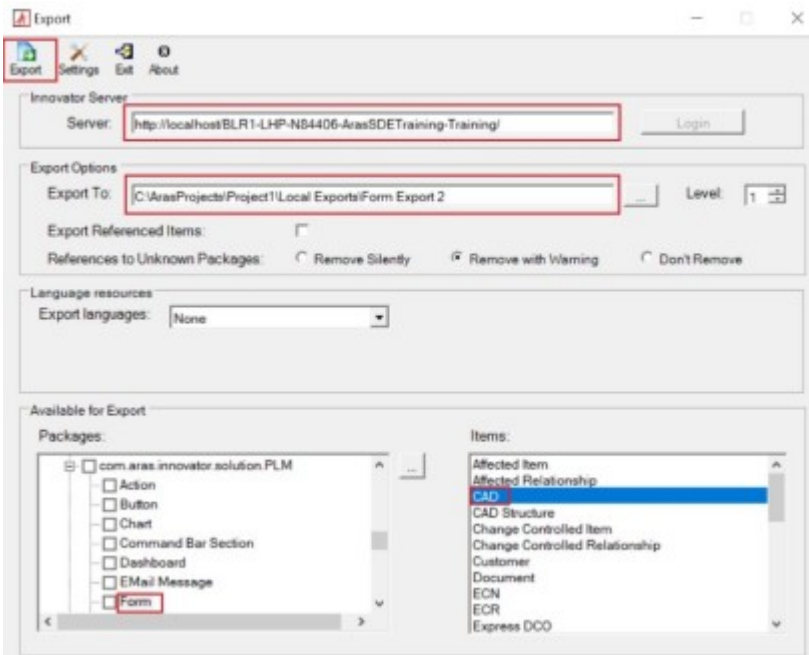 Export
Export Settings Exit About
Innovator Server
Server: http://localhost/BLR1-LHP-N84406-ArasSDETraining-Training/ Login
Export Options
Export To: C:\ArasProjects\Project1\Local Exports\Form Export 2 ... Level: 1
Export Referenced Items:
References to Unknown Packages: Remove Silently Remove with Warning Don't Remove
Language resources
Export languages: None
Available for Export
Packages:
com.aras.innovator.solution.PLM
Action
Button
Chart
Command Bar Section
Dashboard
EMail Message
Form
...
Items:
Affected Item
Affected Relationship
CAD
CAD Structure
Change Controlled Item
Change Controlled Relationship
Customer
Document
ECN
ECR
Express DCO